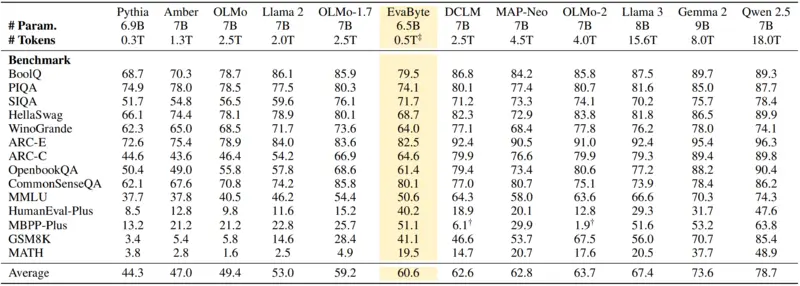 Pythia Amber OLMo Llama 2 OLMo-1.7 EvaByte DCLM MAP-Neo OLMo-2 Llama 3 Gemma 2 Qwen 2.5
# Param. 6.9B 7B 7B 7B 7B 6.5B 7B 7B 7B 8B 9B 7B
# Tokens 0.3T 1.3T 2.5T 2.0T 2.5T 0.5T‡ 2.5T 4.5T 4.0T 15.6T 8.0T 18.0T
Benchmark
BoolQ 68.7 70.3 78.7 86.1 85.9 79.5 86.8 84.2 85.8 87.5 89.7 89.3
PIQA 74.9 78.0 78.5 77.5 80.3 74.1 80.1 77.4 80.7 81.6 85.0 87.7
SIQA 51.7 54.8 56.5 59.6 76.1 71.7 71.2 73.3 74.1 70.2 75.7 78.4
HellaSwag 66.1 74.4 78.1 78.9 80.1 68.7 82.3 72.9 83.8 81.8 86.5 89.9
WinoGrande 62.3 65.0 68.5 71.7 73.6 64.0 77.1 68.4 77.8 76.2 78.0 74.1
ARC-E 72.6 75.4 78.9 84.0 83.6 82.5 92.4 90.5 91.0 92.4 95.4 96.3
ARC-C 44.6 43.6 46.4 54.2 66.9 64.6 79.9 76.6 79.9 79.3 89.4 89.8
OpenbookQA 50.4 49.0 55.8 57.8 68.6 61.4 79.4 73.4 80.6 77.2 88.2 90.4
CommonSenseQA 62.1 67.6 70.8 74.2 85.8 80.1 77.0 80.7 75.1 73.9 78.4 86.2
MMLU 37.7 37.8 40.5 46.2 54.4 50.6 64.3 58.0 63.6 66.6 70.3 74.3
HumanEval-Plus 8.5 12.8 9.8 11.6 15.2 40.2 18.9 20.1 12.8 29.3 31.7 47.6
MBPP-Plus 13.2 21.2 21.2 22.8 25.7 51.1 6.1† 29.9 1.9† 51.6 53.2 63.8
GSM8K 3.4 5.4 5.8 14.6 28.4 41.1 46.6 53.7 67.5 56.0 70.7 85.4
MATH 3.8 2.8 1.6 2.5 4.9 19.5 14.7 20.7 17.6 20.5 37.7 48.9
Average 44.3 47.0 49.4 53.0 59.2 60.6 62.6 62.8 63.7 67.4 73.6 78.7